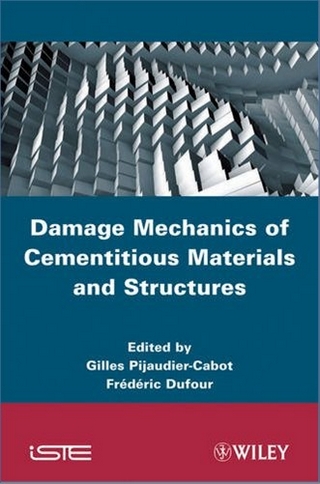 Damage Mechanics of
Cementitious Materials
and Structures
Edited by
Gilles Pijaudier-Cabot
Frédéric Dufour
iSTE
WILEY